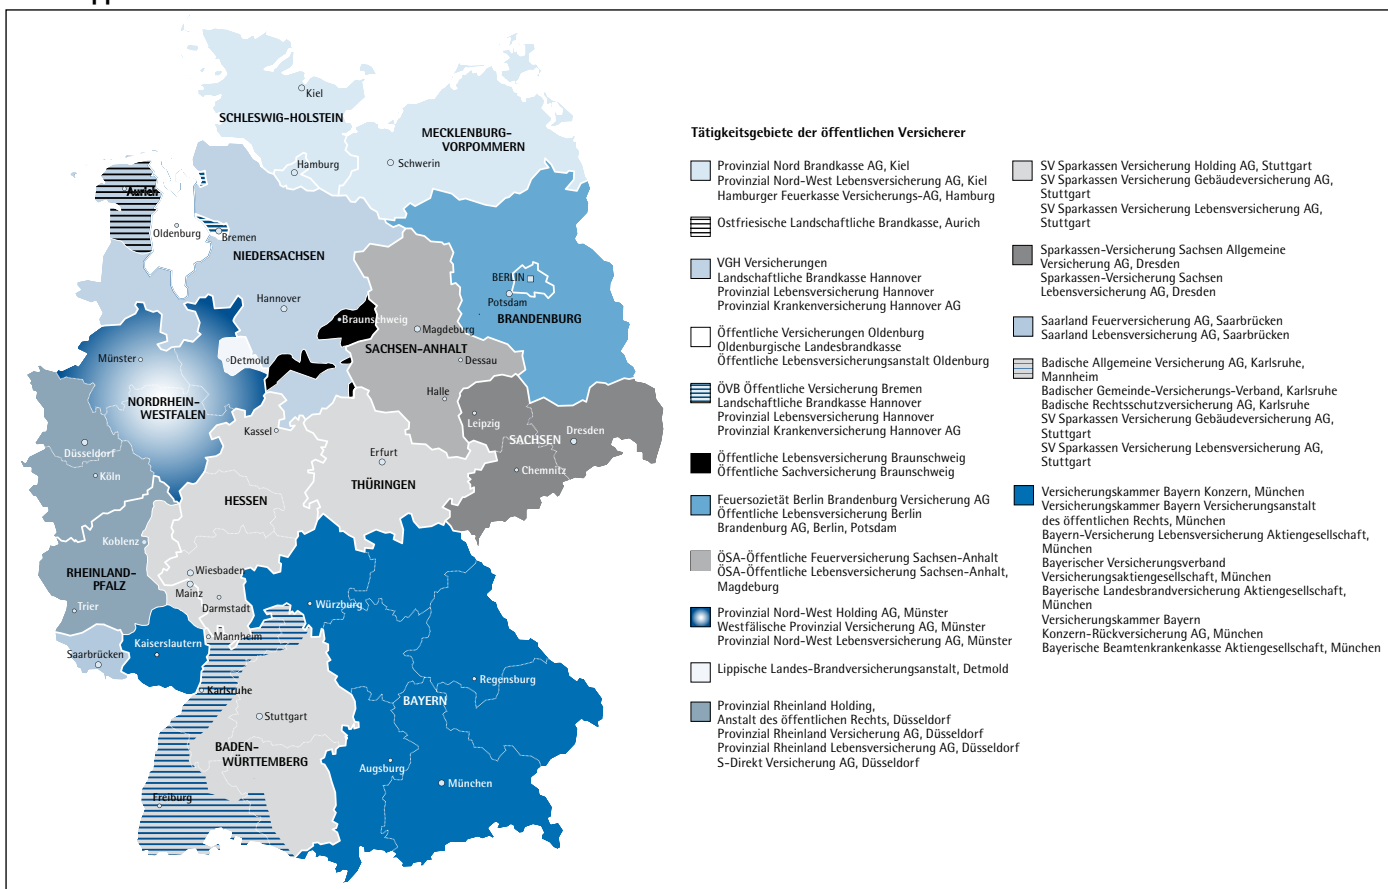 Kiel
SCHLESWIG-HOLSTEIN
MECKLENBURG-
VORPOMMERN
Hamburg
Schwerin
Aurich
Oldenburg
Bremen
NIEDERSACHSEN
BERLIN
Potsdam
BRANDENBURG
Hannover
Braunschweig
Magdeburg
SACHSEN-ANHALT
Münster
Detmold
Dessau
Halle
NORDRHEIN-
WESTFALEN
Leipzig
Kassel
SACHSEN
Dresden
Düsseldorf
Erfurt
Chemnitz
Köln
THÜRINGEN
HESSEN
Koblenz
RHEINLAND-
PFALZ
Wiesbaden
Mainz
Darmstadt
Trier
Würzburg
Mannheim
Kaiserslautern
Saarbrücken
Karlsruhe
Regensburg
BAYERN
Stuttgart
BADEN-
WÜRTTEMBERG
Augsburg
München
Freiburg
Tätigkeitsgebiete der öffentlichen Versicherer
Provinzial Nord Brandkasse AG, Kiel
Provinzial Nord-West Lebensversicherung AG, Kiel
Hamburger Feuerkasse Versicherungs-AG, Hamburg
Ostfriesische Landschaftliche Brandkasse, Aurich
VGH Versicherungen
Landschaftliche Brandkasse Hannover
Provinzial Lebensversicherung Hannover
Provinzial Krankenversicherung Hannover AG
Öffentliche Versicherungen Oldenburg
Oldenburgische Landesbrandkasse
Öffentliche Lebensversicherungsanstalt Oldenburg
ÖVB Öffentliche Versicherung Bremen
Landschaftliche Brandkasse Hannover
Provinzial Lebensversicherung Hannover
Provinzial Krankenversicherung Hannover AG
Öffentliche Lebensversicherung Braunschweig
Öffentliche Sachversicherung Braunschweig
Feuersozietät Berlin Brandenburg Versicherung AG
Öffentliche Lebensversicherung Berlin
Brandenburg AG, Berlin, Potsdam
ÖSA-Öffentliche Feuerversicherung Sachsen-Anhalt
ÖSA-Öffentliche Lebensversicherung Sachsen-Anhalt,
Magdeburg
Provinzial Nord-West Holding AG, Münster
Westfälische Provinzial Versicherung AG, Münster
Provinzial Nord-West Lebensversicherung AG, Münster
Lippische Landes-Brandversicherungsanstalt, Detmold
Provinzial Rheinland Holding,
Anstalt des öffentlichen Rechts, Düsseldorf
Provinzial Rheinland Versicherung AG, Düsseldorf
Provinzial Rheinland Lebensversicherung AG, Düsseldorf
S-Direkt Versicherung AG, Düsseldorf
SV Sparkassen Versicherung Holding AG, Stuttgart
SV Sparkassen Versicherung Gebäudeversicherung AG,
Stuttgart
SV Sparkassen Versicherung Lebensversicherung AG,
Stuttgart
Sparkassen-Versicherung Sachsen Allgemeine
Versicherung AG, Dresden
Sparkassen-Versicherung Sachsen
Lebensversicherung AG, Dresden
Saarland Feuerversicherung AG, Saarbrücken
Saarland Lebensversicherung AG, Saarbrücken
Badische Allgemeine Versicherung AG, Karlsruhe,
Mannheim
Badischer Gemeinde-Versicherungs-Verband, Karlsruhe
Badische Rechtsschutzversicherung AG, Karlsruhe
SV Sparkassen Versicherung Gebäudeversicherung AG,
Stuttgart
SV Sparkassen Versicherung Lebensversicherung AG,
Stuttgart
Versicherungskammer Bayern Konzern, München
Versicherungskammer Bayern Versicherungsanstalt
des öffentlichen Rechts, München
Bayern-Versicherung Lebensversicherung Aktiengesellschaft,
München
Bayerischer Versicherungsverband
Versicherungsaktiengesellschaft, München
Bayerische Landesbrandversicherung Aktiengesellschaft,
München
Versicherungskammer Bayern
Konzern-Rückversicherung AG, München
Bayerische Beamtenkrankenkasse Aktiengesellschaft, München